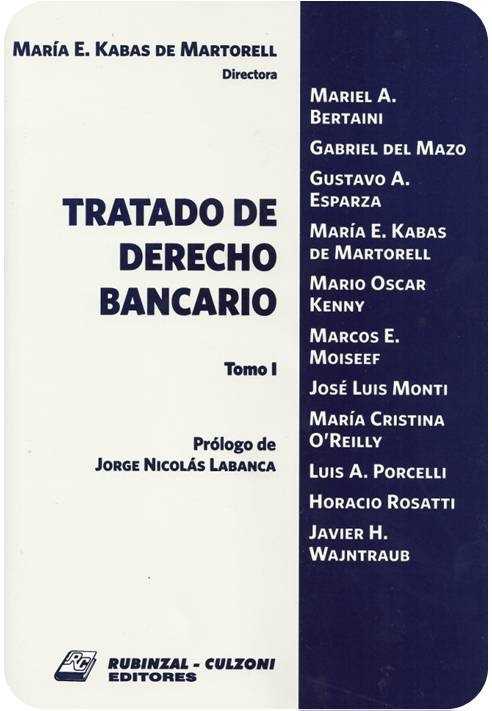 MARÍA E. KABAS DE MARTORELL
Directora
TRATADO DE
DERECHO
BANCARIO
Tomo I
Prólogo de
JORGE NICOLÁS LABANCA
RC
RUBINZAL - CULZONI
EDITORES
MARIEL A.
BERTAINI
GABRIEL DEL MAZO
GUSTAVO A.
ESPARZA
MARÍA E. KABAS
DE MARTORELL
MARIO OSCAR
KENNY
MARCOS E.
MOISEEF
JOSÉ LUIS MONTI
MARÍA CRISTINA
O'REILLY
LUIS A. PORCELLI
HORACIO ROSATTI
JAVIER H.
WAJNTRAUB